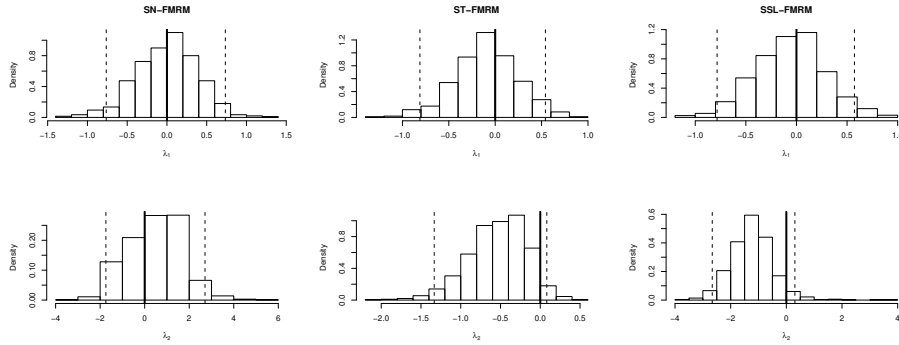 SN−FMRM
Density
0.0 0.4 0.8
−1.5 −1.0 −0.5 0.0 0.5 1.0 1.5
λ1
ST−FMRM
Density
0.0 0.4 0.8 1.2
−1.0 −0.5 0.0 0.5 1.0
λ1
SSL−FMRM
Density
0.0 0.4 0.8 1.2
−1.0 −0.5 0.0 0.5 1.0
λ1
Density
0.00 0.10 0.20
−4 −2 0 2 4 6
λ2
Density
0.0 0.4 0.8
−2.0 −1.5 −1.0 −0.5 0.0 0.5
λ2
Density
0.0 0.2 0.4 0.6
−4 −2 0 2 4
λ2